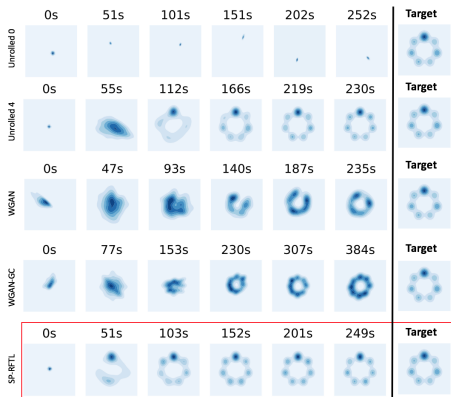 0s 51s 101s 151s 202s 252s Target
Unrolled 0
0s 55s 112s 166s 219s 230s Target
Unrolled 4
0s 47s 93s 140s 187s 235s Target
WGAN
0s 77s 153s 230s 307s 384s Target
WGAN-GC
0s 51s 103s 152s 201s 249s Target
SP-RFTL